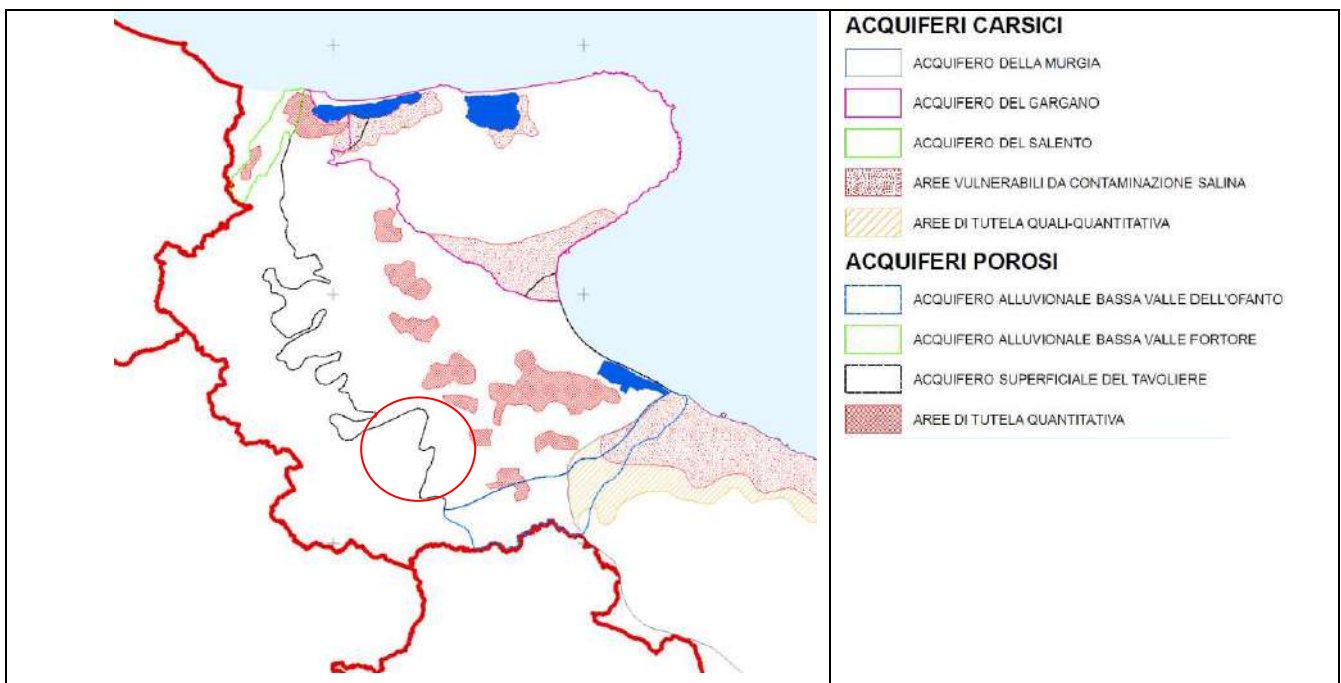 ACQUIFERI CARSICI
ACQUIFERO DELLA MURGIA
ACQUIFERO DEL GARGANO
ACQUIFERO DEL SALENTO
AREE VULNERABILI DA CONTAMINAZIONE SALINA
AREE DI TUTELA QUALI-QUANTITATIVA
ACQUIFERI POROSI
ACQUIFERO ALLUVIONALE BASSA VALLE DELL'OFANTO
ACQUIFERO ALLUVIONALE BASSA VALLE FORTORE
ACQUIFERO SUPERFICIALE DEL TAVOLIERE
AREE DI TUTELA QUANTITATIVA